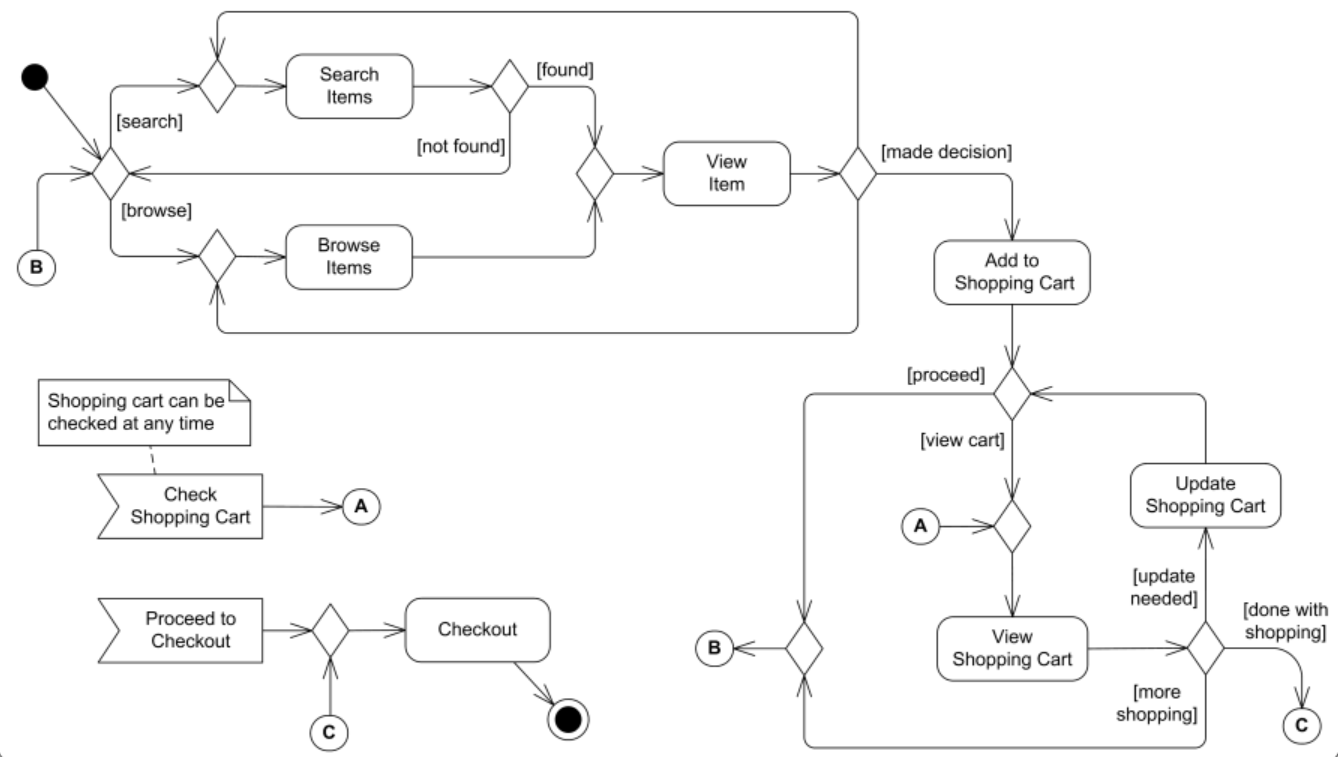 [found]
Search
Items
[search]
[not found]
[made decision]
View
Item
[browse]
B
Browse
Items
Add to
Shopping Cart
[proceed]
Shopping cart can be
checked at any time
[view cart]
Check
Shopping Cart
A
A
Update
Shopping Cart
[update
needed]
[done with
shopping]
Proceed to
Checkout
Checkout
B
View
Shopping Cart
[more
shopping]
C
C